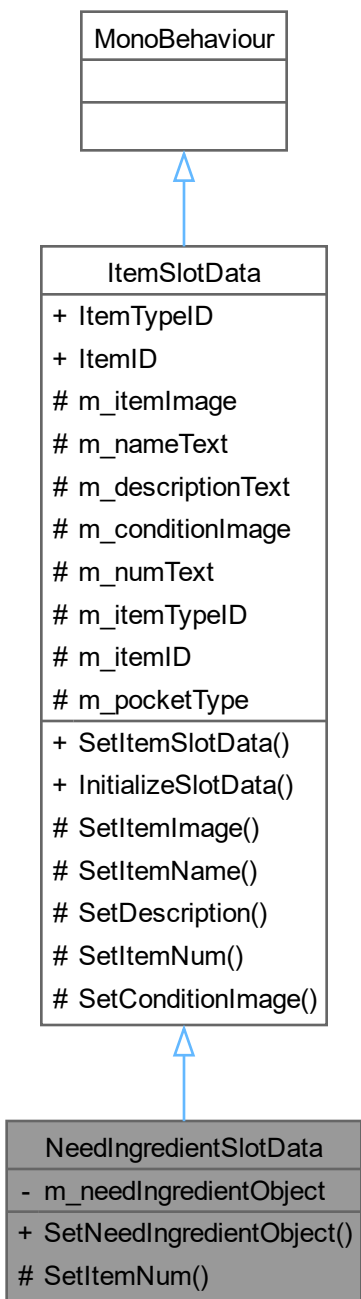 MonoBehaviour
ItemSlotData
+ ItemTypeID
+ ItemID
# m_itemImage
# m_nameText
# m_descriptionText
# m_conditionImage
# m_numText
# m_itemTypeID
# m_itemID
# m_pocketType
+ SetItemSlotData()
+ InitializeSlotData()
# SetItemImage()
# SetItemName()
# SetDescription()
# SetItemNum()
# SetConditionImage()
NeedIngredientSlotData
- m_needIngredientObject
+ SetNeedIngredientObject()
# SetItemNum()